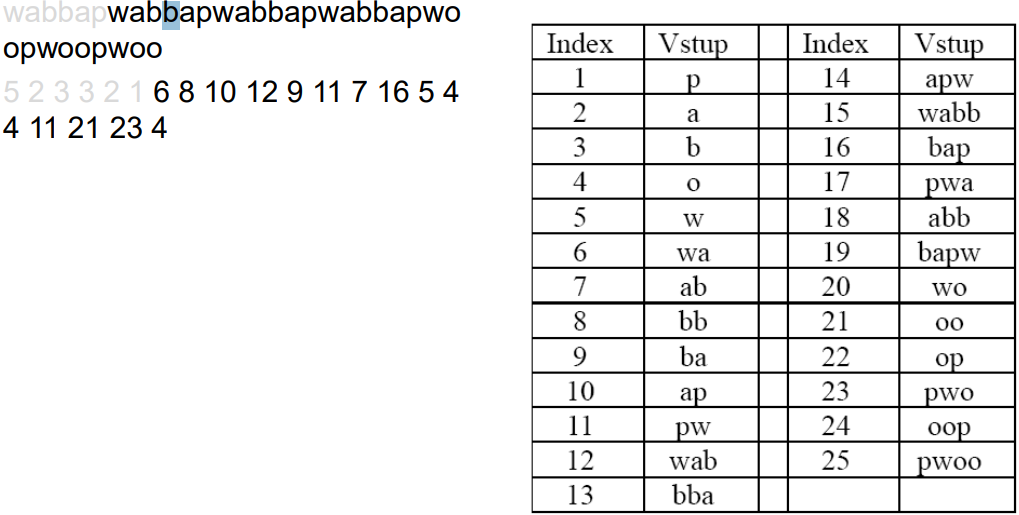 wabbapwabbapwabbapwabbapwo
opwoopwoo
5 2 3 3 2 1 6 8 10 12 9 11 7 16 5 4
4 11 21 23 4
Index Vstup Index Vstup
1 p 14 apw
2 a 15 wabb
3 b 16 bap
4 o 17 pwa
5 w 18 abb
6 wa 19 bapw
7 ab 20 wo
8 bb 21 oo
9 ba 22 op
10 ap 23 pwo
11 pw 24 oop
12 wab 25 pwoo
13 bba